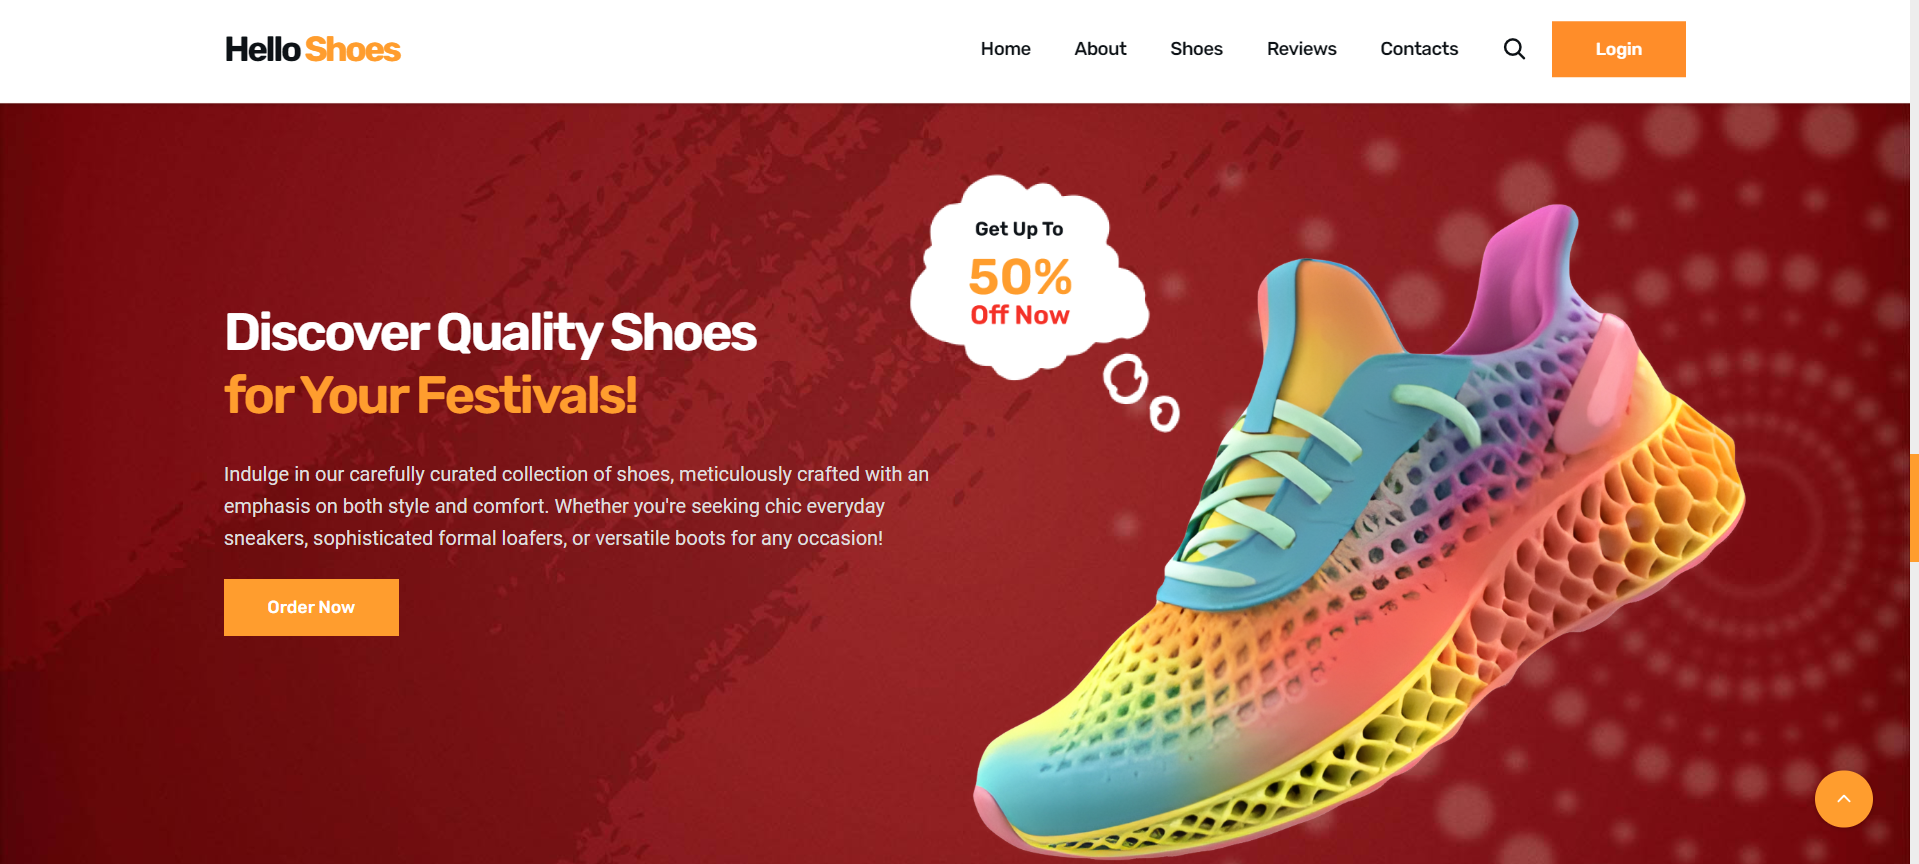 Hello Shoes
Home About Shoes Reviews Contacts Login
Get Up To
50%
Off Now
Discover Quality Shoes
for Your Festivals!
Indulge in our carefully curated collection of shoes, meticulously crafted with an
emphasis on both style and comfort. Whether you're seeking chic everyday
sneakers, sophisticated formal loafers, or versatile boots for any occasion!
Order Now